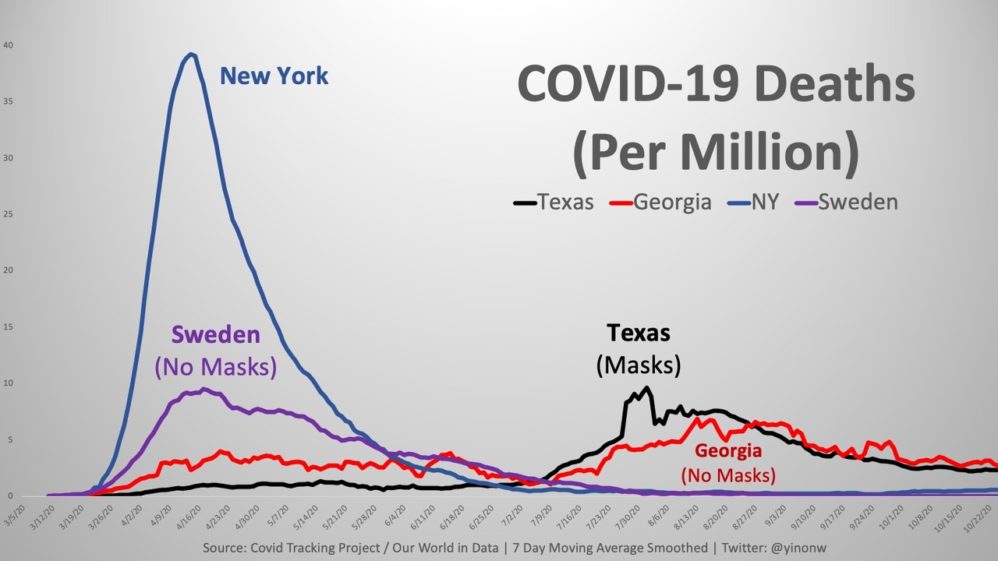 COVID-19 Deaths
(Per Million)
Texas Georgia NY Sweden
New York
Sweden
(No Masks)
Texas
(Masks)
Georgia
(No Masks)
40
35
30
25
20
15
10
5
0
3/5/20 3/12/20 3/19/20 3/26/20 4/2/20 4/9/20 4/16/20 4/23/20 4/30/20 5/7/20 5/14/20 5/21/20 5/28/20 6/4/20 6/11/20 6/18/20 6/25/20 7/2/20 7/9/20 7/16/20 7/23/20 7/30/20 8/6/20 8/13/20 8/20/20 8/27/20 9/3/20 9/10/20 9/17/20 9/24/20 10/1/20 10/8/20 10/15/20 10/22/20
Source: Covid Tracking Project / Our World in Data | 7 Day Moving Average Smoothed | Twitter: @yinonw